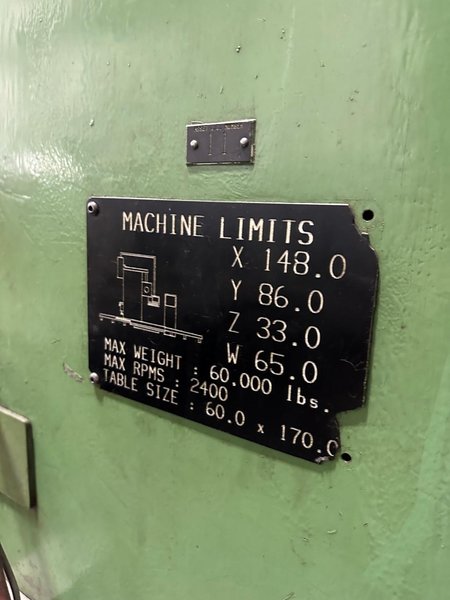 MACHINE LIMITS
X 148.0
Y 86.0
Z 33.0
W 65.0
MAX WEIGHT : 60.000 lbs.
MAX RPMS : 2400
TABLE SIZE : 60.0 x 170.0